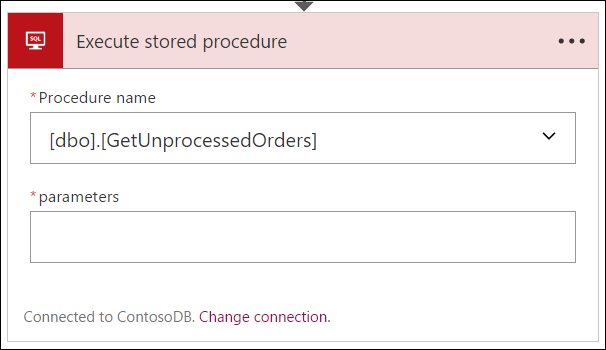 SQL
Execute stored procedure
*Procedure name
[dbo].[GetUnprocessedOrders]
*parameters
Connected to ContosoDB. Change connection.